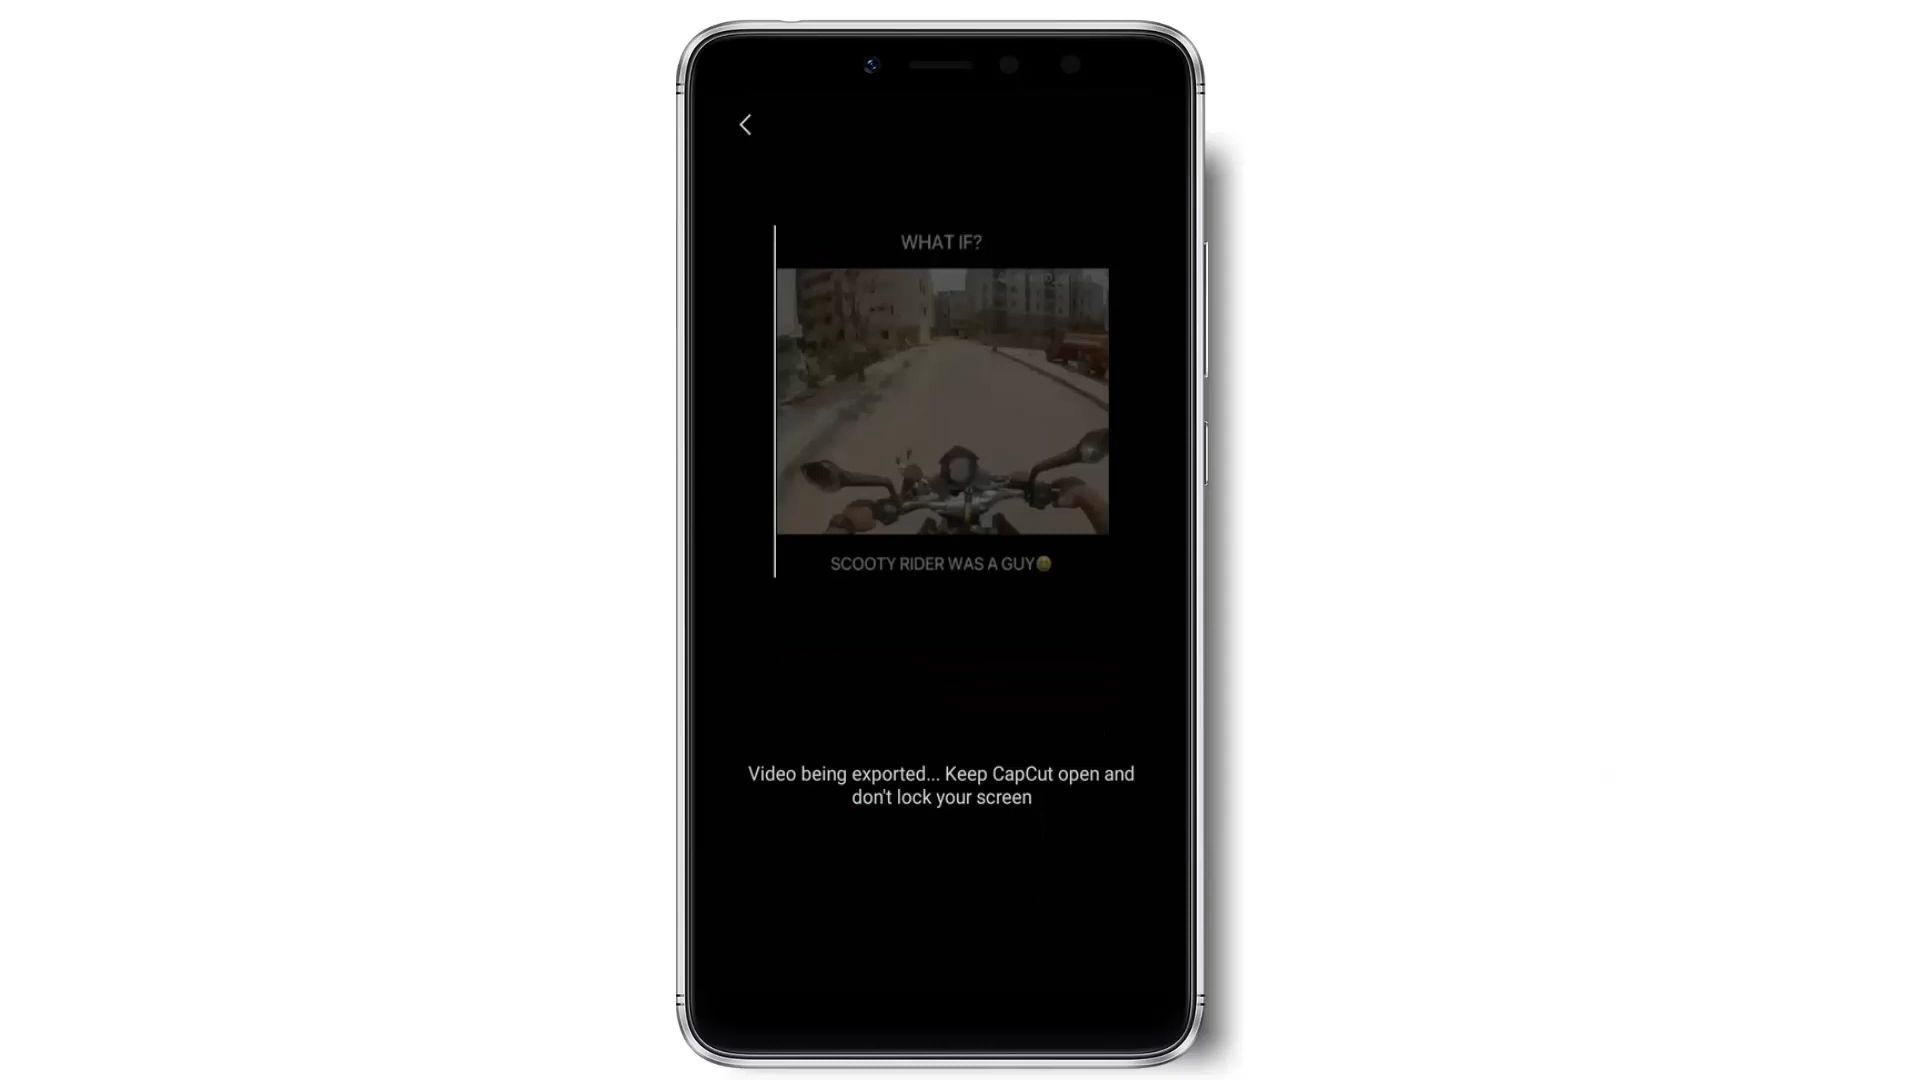 WHAT IF?
SCOOTY RIDER WAS A GUY😐
Video being exported... Keep CapCut open and
don't lock your screen